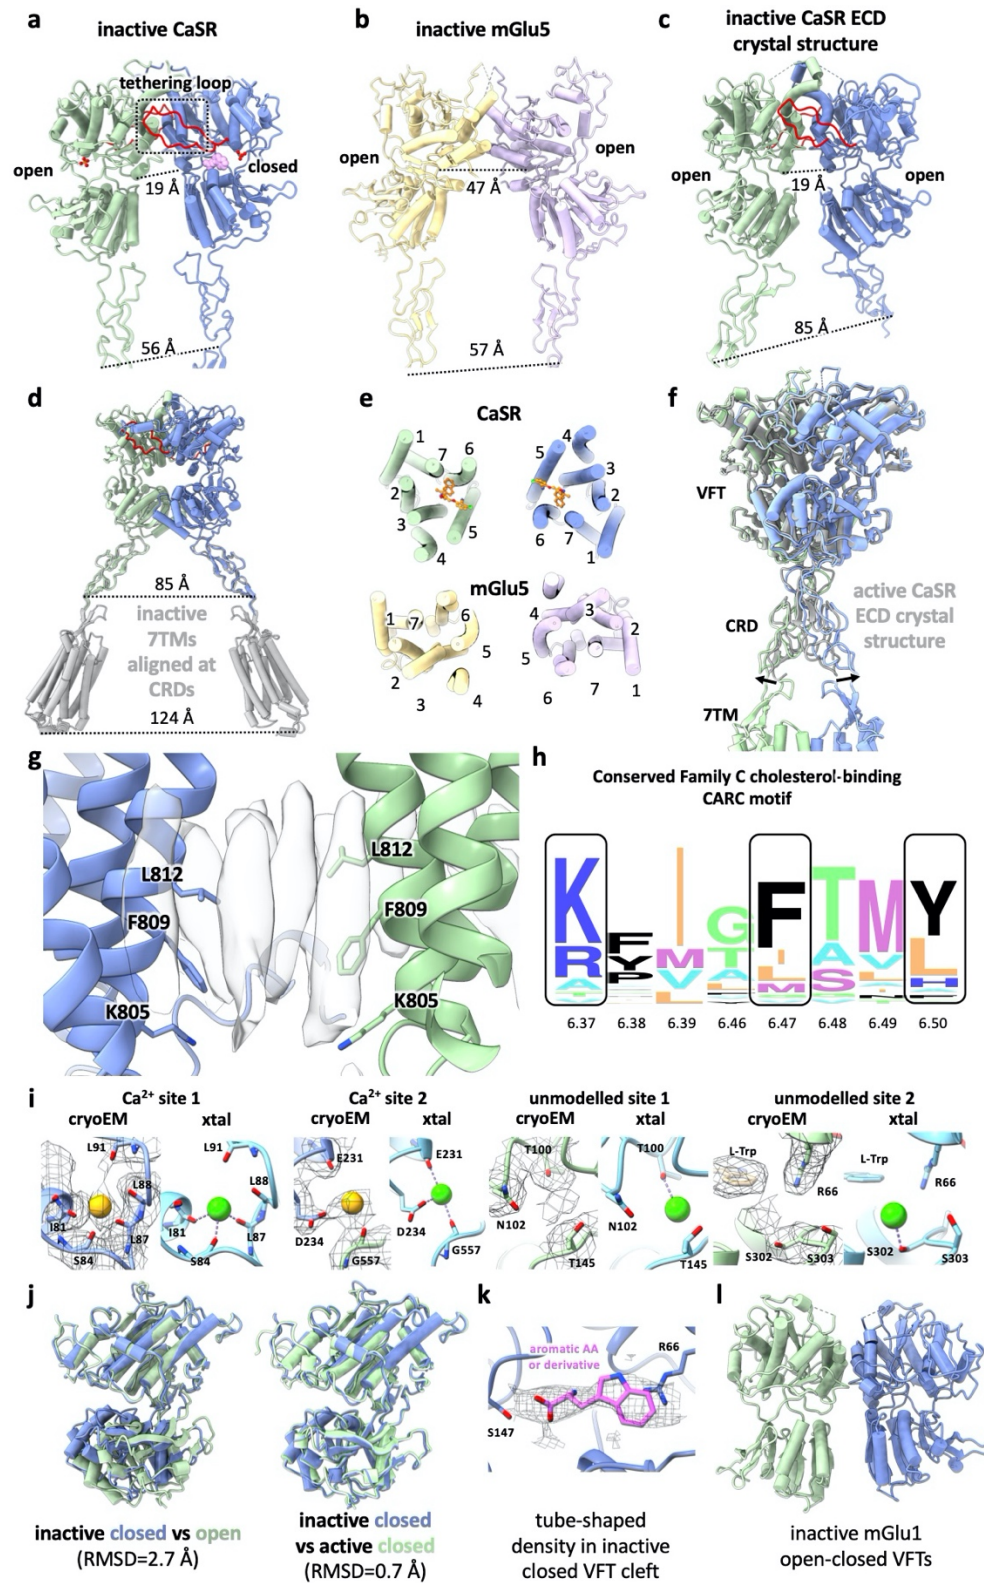 a
inactive CaSR
tethering loop
open
closed
19 Å
56 Å
b
inactive mGlu5
open
open
47 Å
57 Å
c
inactive CaSR ECD
crystal structure
open
open
19 Å
85 Å
d
85 Å
inactive
7TMs
aligned at
CRDs
124 Å
e
CaSR
1
7
6
2
3
5
4
4
5
3
2
6
7
1
mGlu5
1
7
6
5
2
3
4
4
3
2
5
6
7
1
f
VFT
CRD
7TM
active CaSR
ECD crystal
structure
g
L812
F809
K805
L812
F809
K805
h
Conserved Family C cholesterol-binding
CARC motif
6.37 6.38 6.39 6.46 6.47 6.48 6.49 6.50
i
Ca2+ site 1
cryoEM xtal
L91
L88
I81
L87
S84
L91
L88
I81
L87
S84
Ca2+ site 2
cryoEM xtal
E231
D234
G557
E231
D234
G557
unmodelled site 1
cryoEM xtal
T100
N102
T145
T100
N102
T145
unmodelled site 2
cryoEM xtal
L-Trp
R66
S302
S303
L-Trp
R66
S302
S303
j
inactive closed vs open
(RMSD=2.7 Å)
inactive closed
vs active closed
(RMSD=0.7 Å)
k
aromatic AA
or derivative
R66
S147
tube-shaped
density in inactive
closed VFT cleft
l
inactive mGlu1
open-closed VFTs